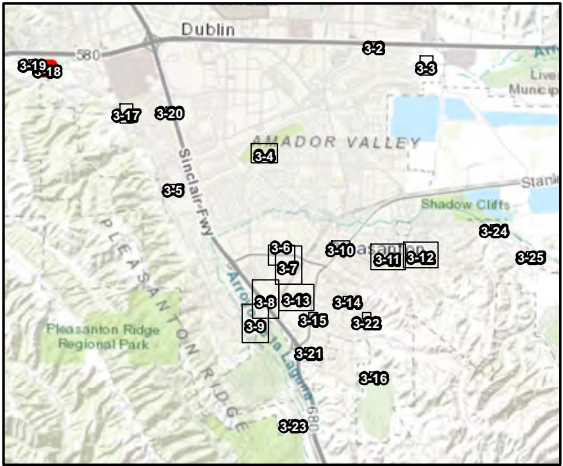 Dublin
580
3-2
3-19
3-18
3-3
Arro
Live
Municip
3-17
3-20
AMADOR VALLEY
3-4
Sinclair Fwy
3-5
Stanl
Shadow Cliffs
3-24
PLEASANTON RIDGE
3-6
3-10
asanton
3-7
3-11
3-12
3-25
3-8
3-13
3-14
3-9
3-15
3-22
Pleasanton Ridge
Regional Park
Arroyo
la Laguna
3-21
3-16
680
3-23